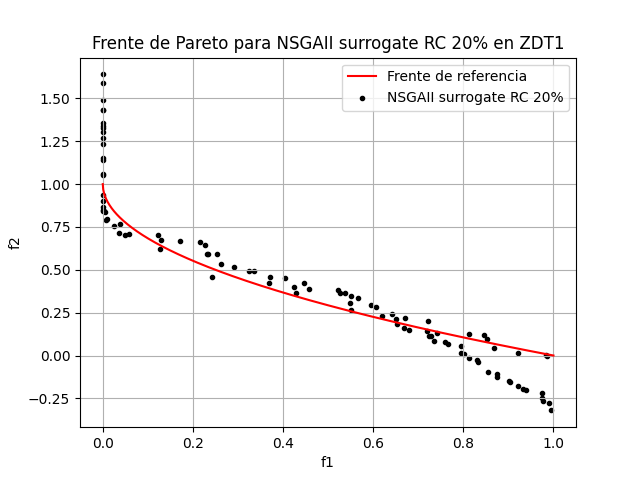 Frente de Pareto para NSGAII surrogate RC 20% en ZDT1
Frente de referencia
NSGAII surrogate RC 20%
1.50
1.25
1.00
0.75
0.50
0.25
0.00
−0.25
f2
0.0 0.2 0.4 0.6 0.8 1.0
f1